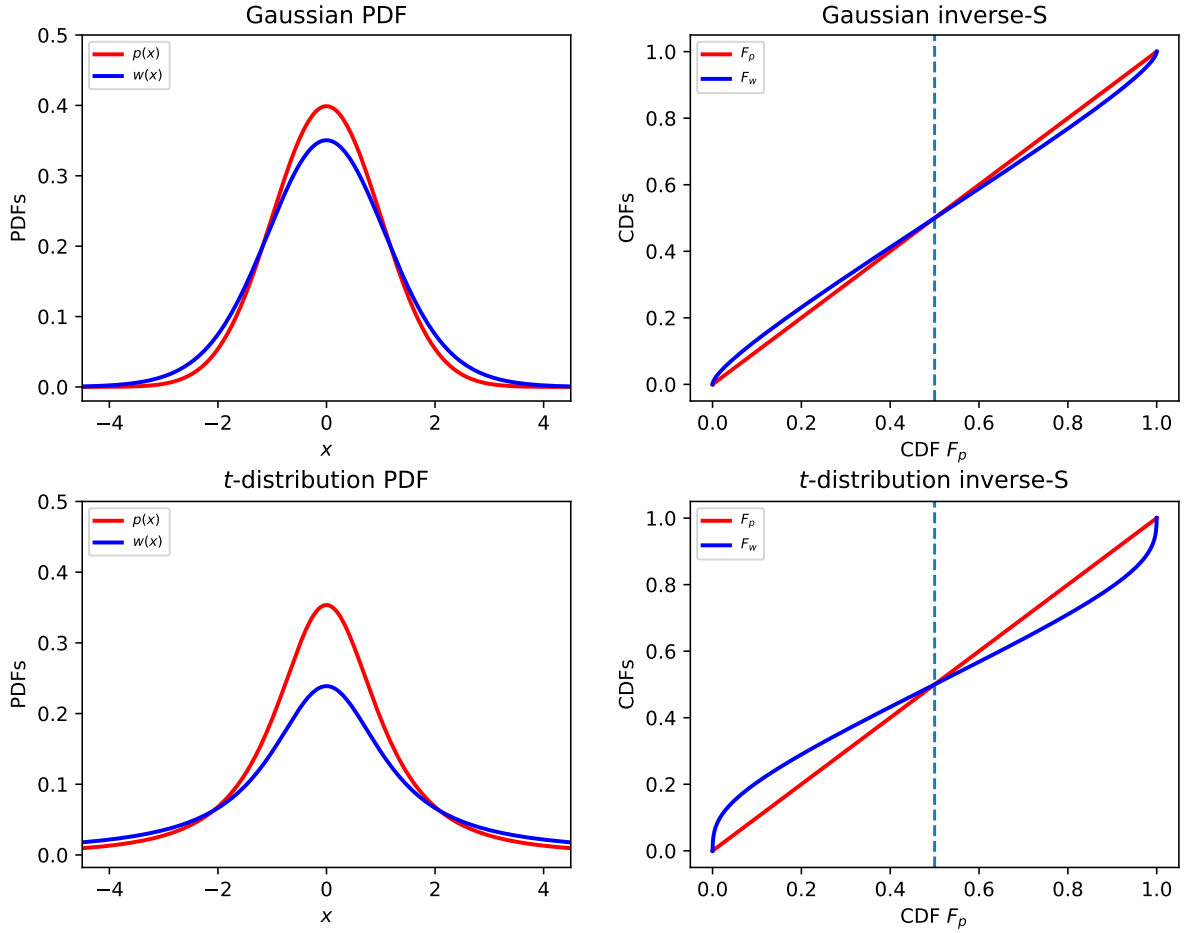 Gaussian PDF
0.5
0.4
0.3
0.2
0.1
0.0
PDFs
p(x)
w(x)
−4 −2 0 2 4
x
Gaussian inverse-S
1.0
0.8
0.6
0.4
0.2
0.0
CDFs
F_p
F_w
0.0 0.2 0.4 0.6 0.8 1.0
CDF F_p
t-distribution PDF
0.5
0.4
0.3
0.2
0.1
0.0
PDFs
p(x)
w(x)
−4 −2 0 2 4
x
t-distribution inverse-S
1.0
0.8
0.6
0.4
0.2
0.0
CDFs
F_p
F_w
0.0 0.2 0.4 0.6 0.8 1.0
CDF F_p